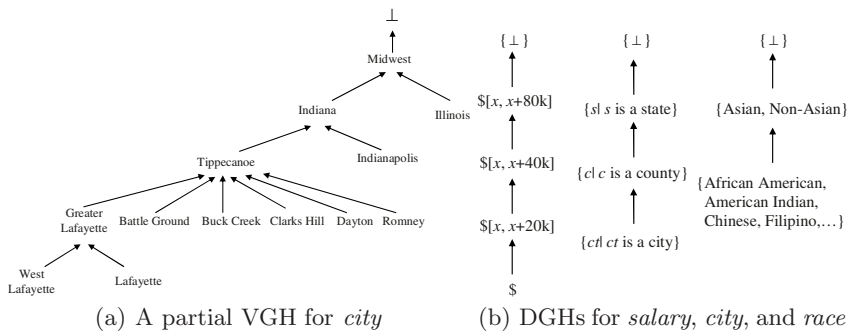 ⊥
Midwest
Indiana
Illinois
Tippecanoe
Indianapolis
Greater
Lafayette
Battle Ground
Buck Creek
Clarks Hill
Dayton
Romney
West
Lafayette
Lafayette
(a) A partial VGH for city
{⊥}
$[x, x+80k]
$[x, x+40k]
$[x, x+20k]
$
{⊥}
{s| s is a state}
{c| c is a county}
{ct| ct is a city}
{⊥}
{Asian, Non-Asian}
{African American,
American Indian,
Chinese, Filipino,…}
(b) DGHs for salary, city, and race